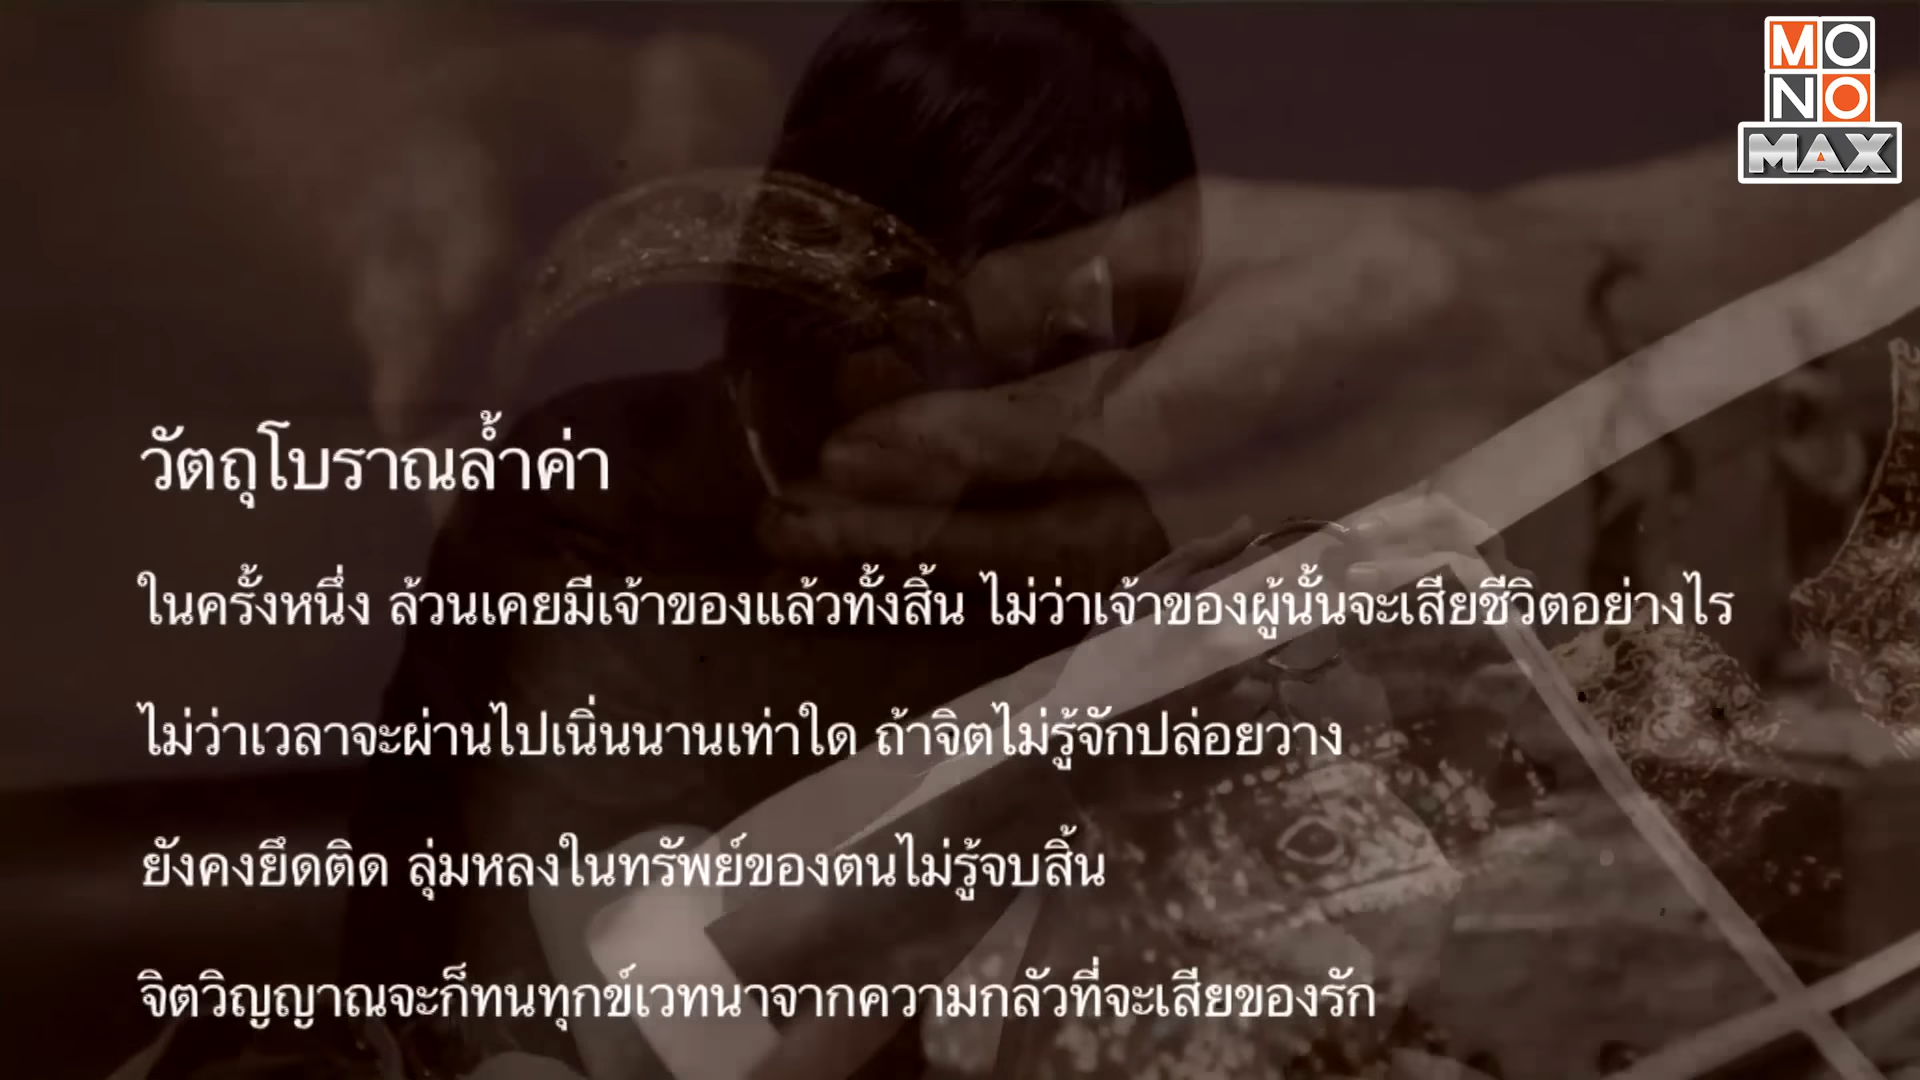 MONO
MAX
วัตถุโบราณล้ำค่า
ในครั้งหนึ่ง ล้วนเคยมีเจ้าของแล้วทั้งสิ้น ไม่ว่าเจ้าของผู้นั้นจะเสียชีวิตอย่างไร
ไม่ว่าเวลาจะผ่านไปเนิ่นนานเท่าใด ถ้าจิตไม่รู้จักปล่อยวาง
ยังคงยึดติด ลุ่มหลงในทรัพย์ของตนไม่รู้จบสิ้น
จิตวิญญาณจะก็ทนทุกข์เวทนาจากความกลัวที่จะเสียของรัก